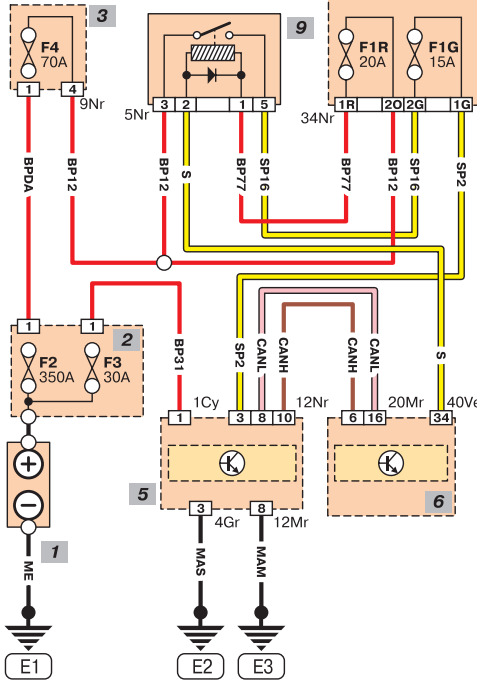 3
9
F4
70A
F1R
20A
F1G
15A
1
4
9Nr
3
2
1
5
5Nr
1R
2O
2G
1G
34Nr
BPDA
BP12
BP12
S
BP77
SP16
BP77
BP12
SP16
SP2
1
1
2
F2
350A
F3
30A
BP31
SP2
CANL
CANH
CANH
CANL
S
1Cy
12Nr
20Mr
40Ve
1
3
8
10
6
16
34
5
6
3
4Gr
8
12Mr
1
ME
MAS
MAM
E1
E2
E3